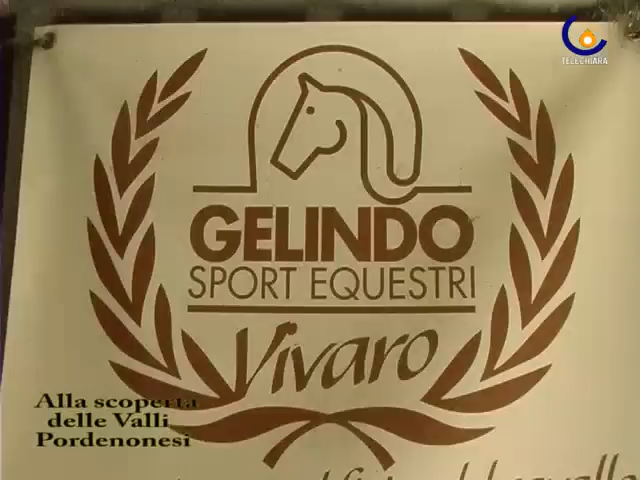 TELECHIARA
GELINDO
SPORT EQUESTRI
Vivaro
Alla scoperta
delle Valli
Pordenonesi